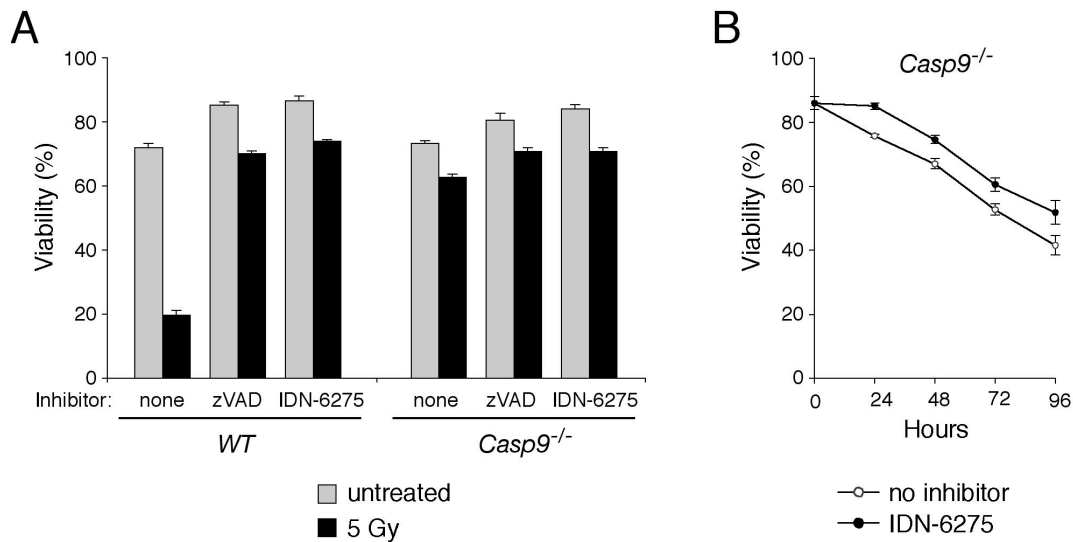 A
Viability (%)
100
80
60
40
20
0
Inhibitor: none zVAD IDN-6275 none zVAD IDN-6275
WT Casp9-/-
untreated
5 Gy
B
Casp9-/-
Viability (%)
100
80
60
40
20
0
0 24 48 72 96
Hours
no inhibitor
IDN-6275